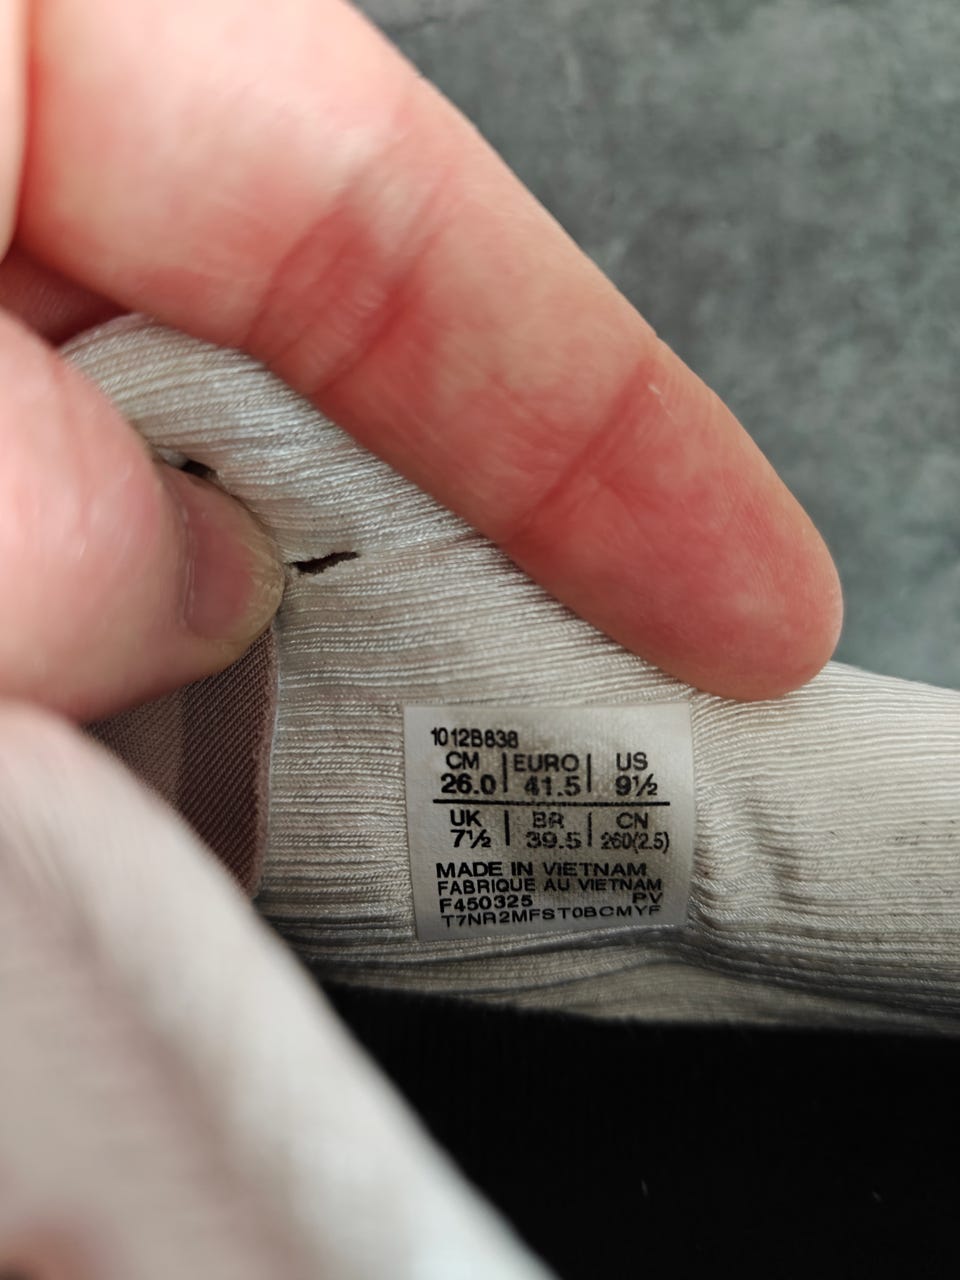 1012B838
CM | EURO | US
26.0 | 41.5 | 9½
UK | BR | CN
7½ | 39.5 | 260(2.5)
MADE IN VIETNAM
FABRIQUE AU VIETNAM
F450325 PV
T7NR2MFST0BCMYF